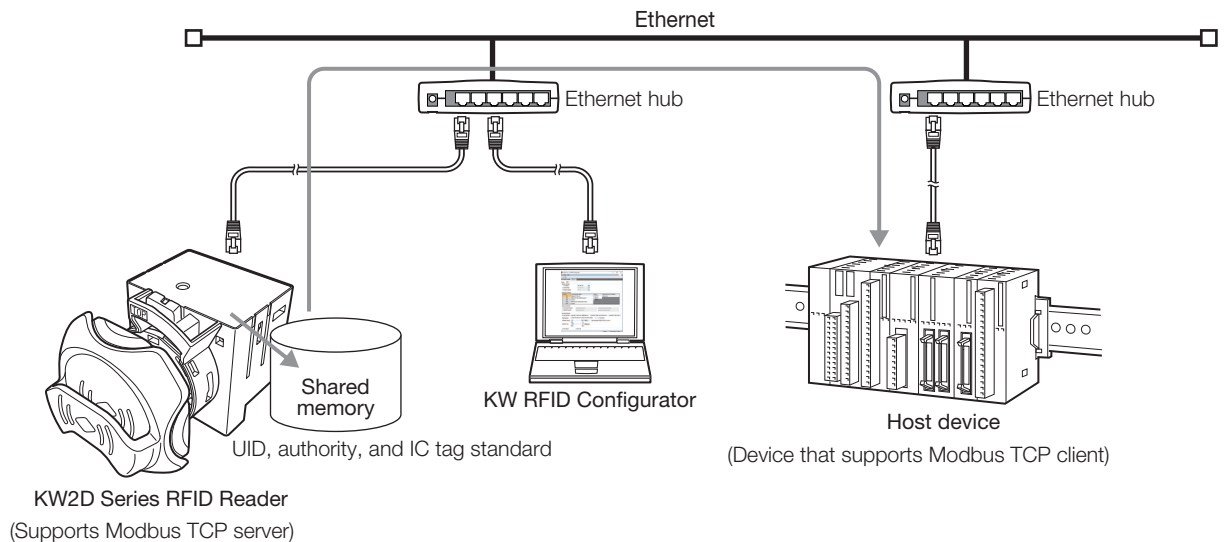 Ethernet
Ethernet hub
Ethernet hub
Shared
memory
KW RFID Configurator
UID, authority, and IC tag standard
Host device
(Device that supports Modbus TCP client)
KW2D Series RFID Reader
(Supports Modbus TCP server)